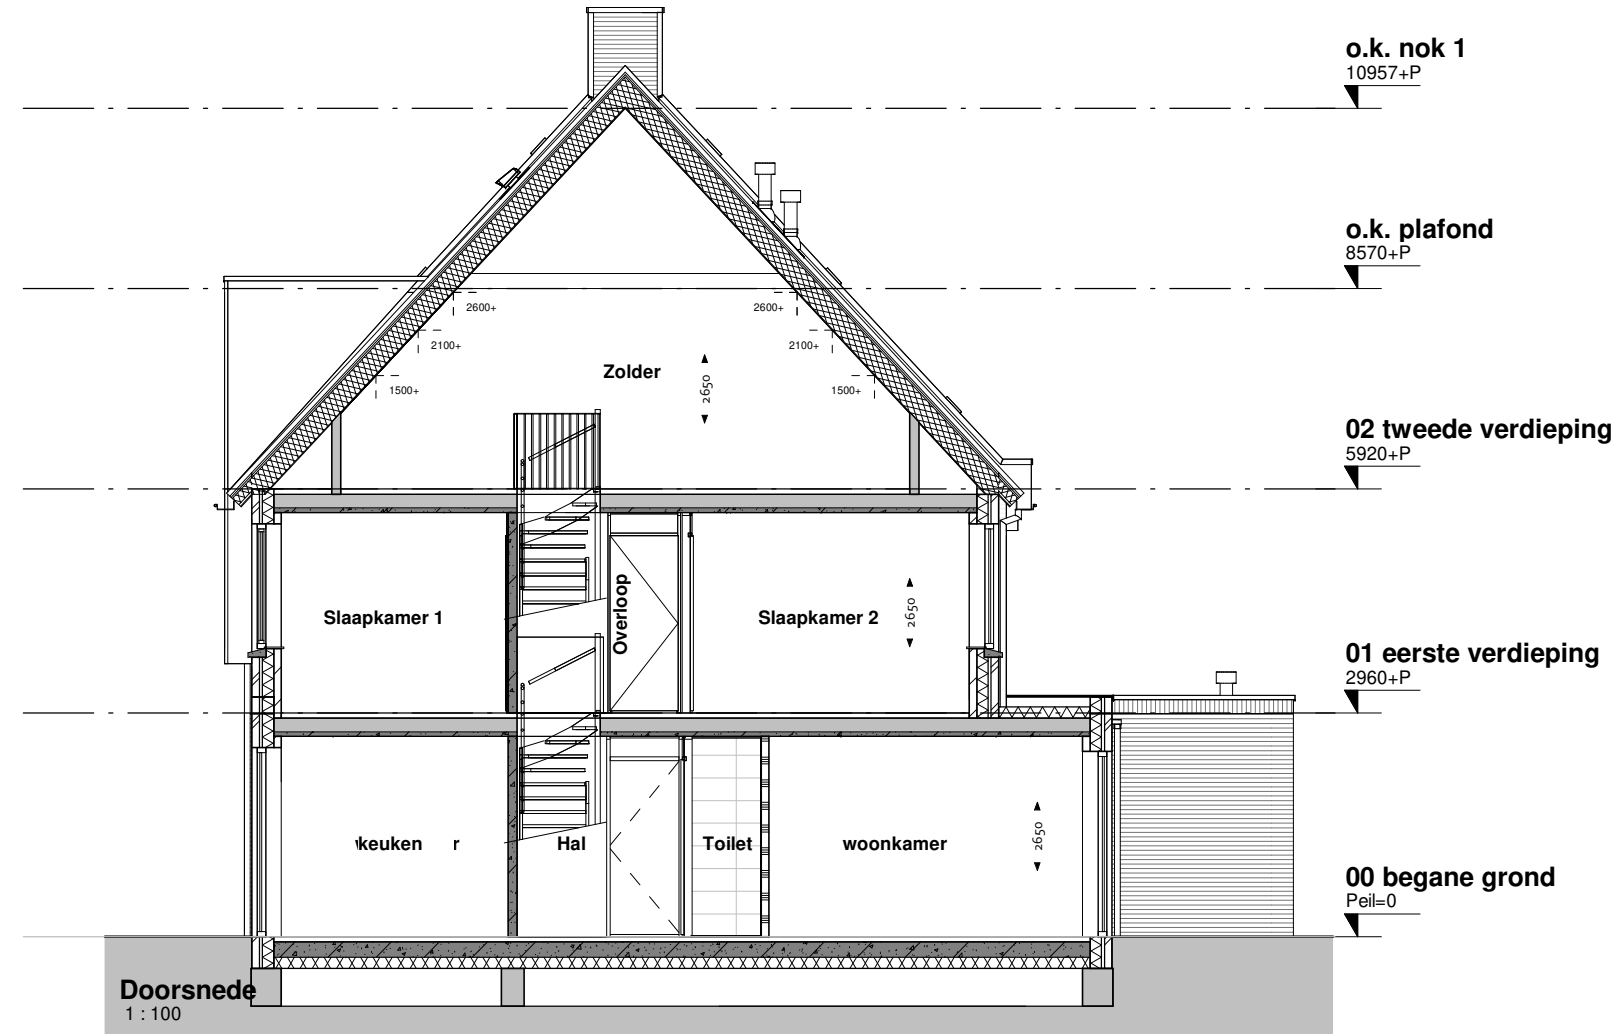 o.k. nok 1
10957+P
o.k. plafond
8570+P
2600+
2600+
2100+
2100+
Zolder
2650
1500+
1500+
02 tweede verdieping
5920+P
Slaapkamer 1
Overloop
Slaapkamer 2
2650
01 eerste verdieping
2960+P
keuken
r
Hal
Toilet
woonkamer
2650
00 begane grond
Peil=0
Doorsnede
1 : 100